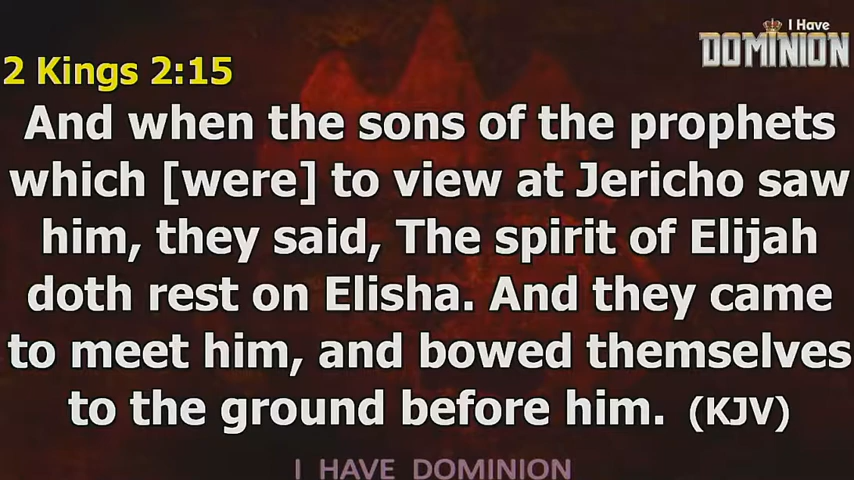 I Have
DOMINION
2 Kings 2:15
And when the sons of the prophets
which [were] to view at Jericho saw
him, they said, The spirit of Elijah
doth rest on Elisha. And they came
to meet him, and bowed themselves
to the ground before him. (KJV)
I HAVE DOMINION